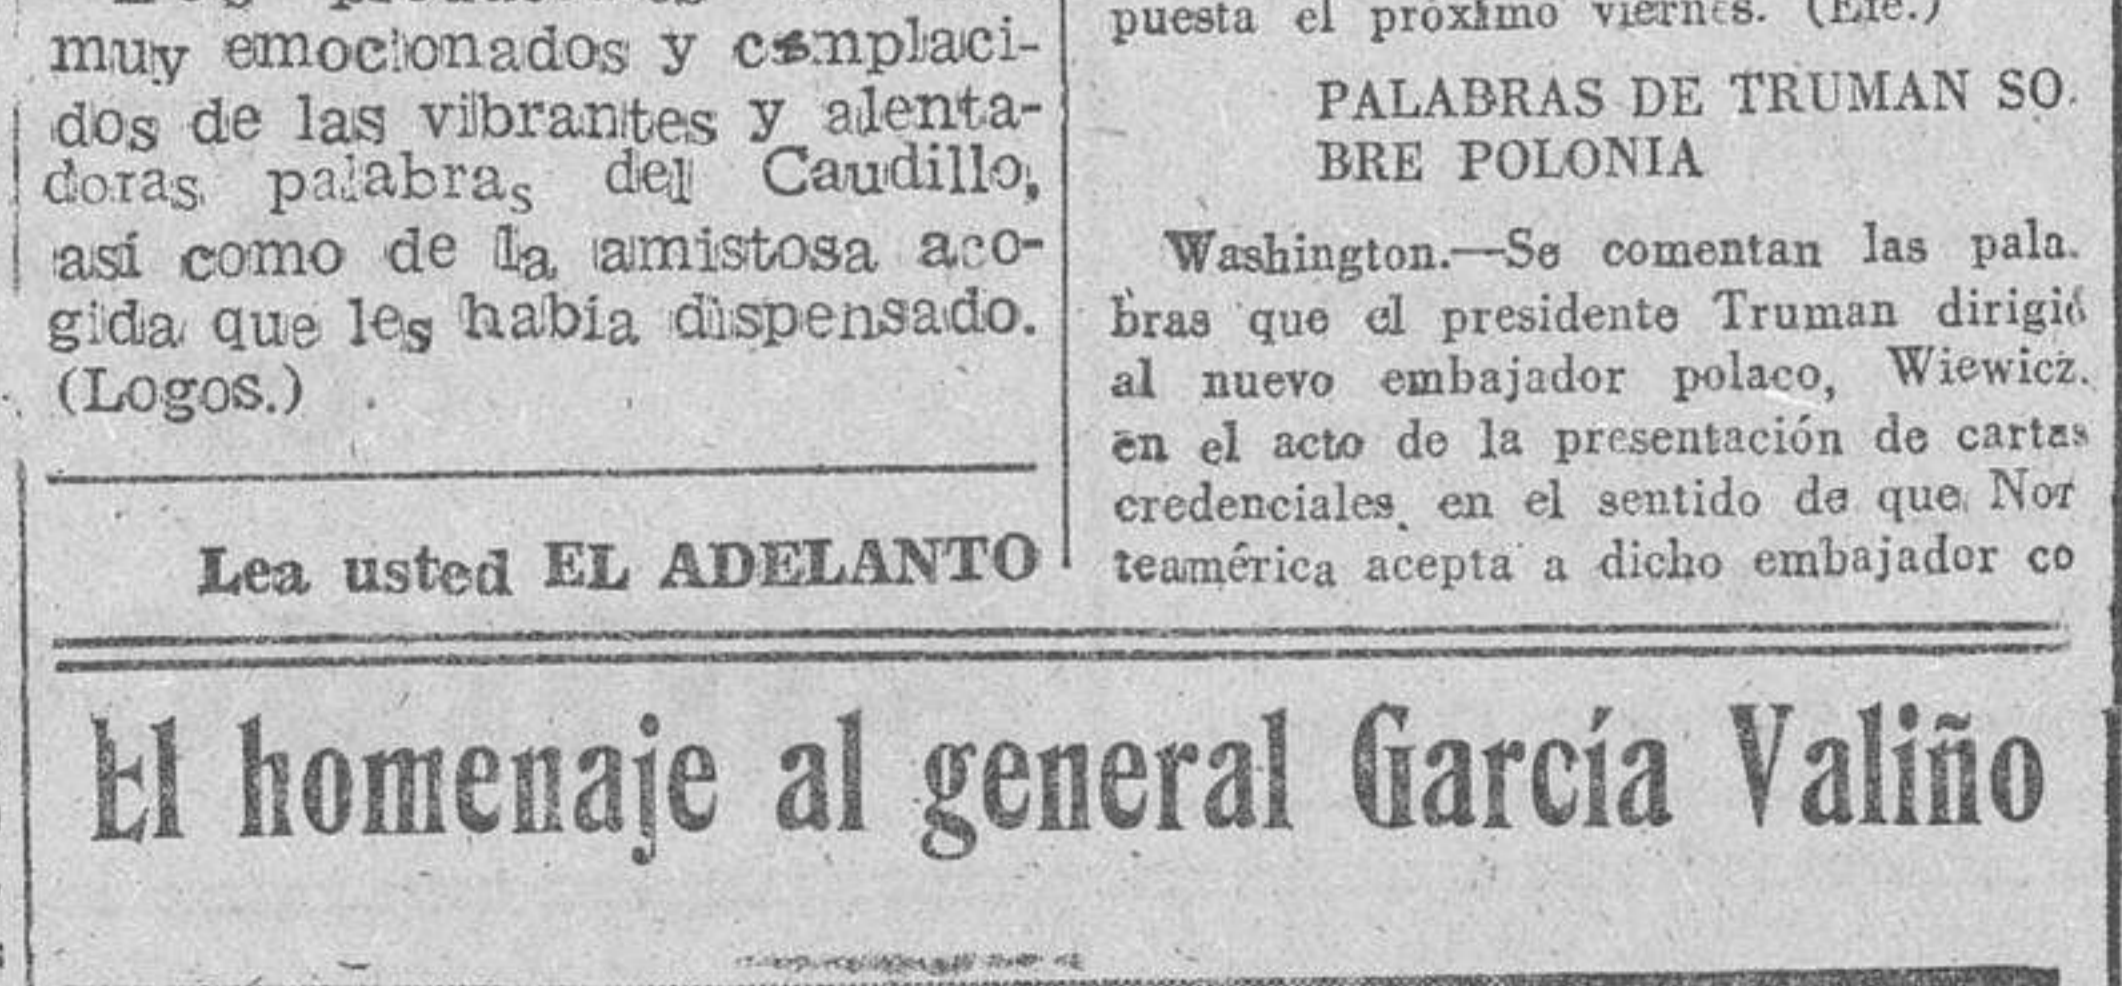 muy emocionados y complaci-
dos de las vibrantes y alenta-
doras palabras del Caudillo,
así como de la amistosa aco-
gida que les había dispensado.
(Logos.)
Lea usted EL ADELANTO
puesta el próximo viernes. (Efe.)
PALABRAS DE TRUMAN SO.
BRE POLONIA
Washington.—Se comentan las pala.
bras que el presidente Truman dirigió
al nuevo embajador polaco, Wiewicz.
en el acto de la presentación de cartas
credenciales, en el sentido de que Nor
teamérica acepta a dicho embajador co
El homenaje al general García Valiño